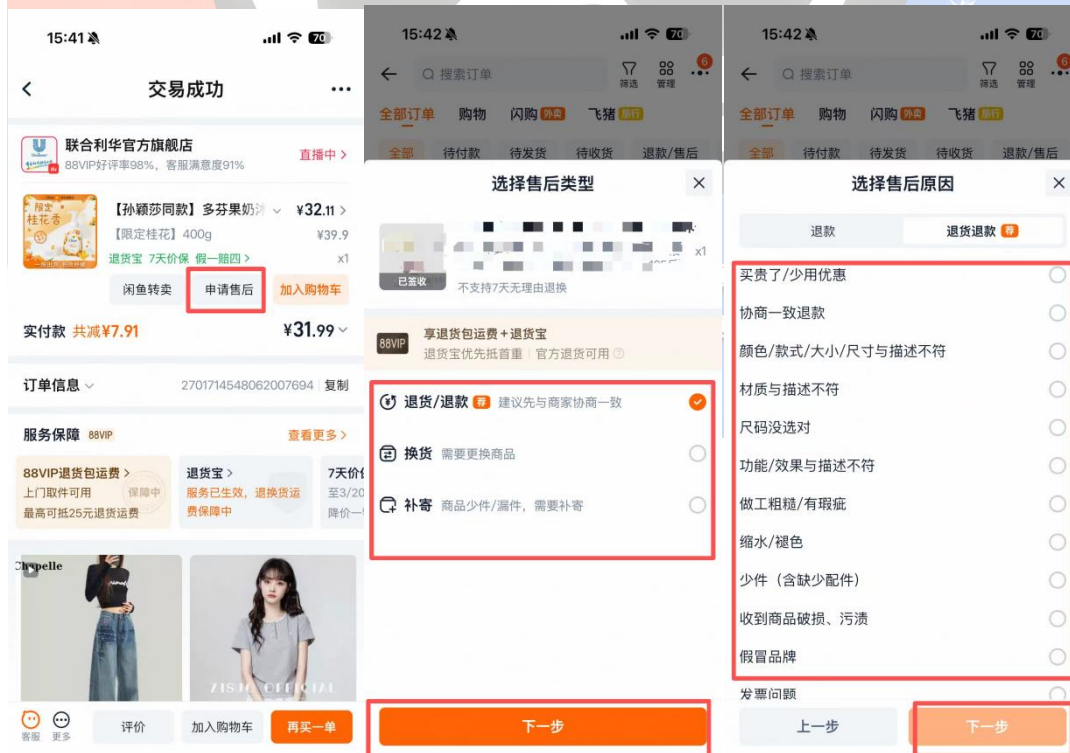 15:41
70
交易成功
联合利华官方旗舰店
88VIP好评率98%，客服满意度91%
直播中 >
限定
桂花香
【孙颖莎同款】多芬果奶沐
¥32.11 >
【限定桂花】400g
¥39.9
退货宝 7天价保 假一赔四 >
x1
闲鱼转卖
申请售后
加入购物车
实付款 共减¥7.91
¥31.99
订单信息
2701714548062007694
复制
服务保障 88VIP
查看更多 >
88VIP退货包运费 >
上门取件可用
保障中
最高可抵25元退货运费
退货宝 >
服务已生效，退换货运
费保障中
7天价
至3/20
降价一
客服
更多
评价
加入购物车
再买一单
15:42
70
搜索订单
筛选
管理
6
全部订单
购物
闪购 外卖
飞猪 旅行
全部
待付款
待发货
待收货
退款/售后
选择售后类型
x1
已签收
不支持7天无理由退换
88VIP
享退货包运费+退货宝
退货宝优先抵首重 | 官方退货可用
退货/退款 荐 建议先与商家协商一致
换货 需要更换商品
补寄 商品少件/漏件，需要补寄
下一步
15:42
70
搜索订单
筛选
管理
6
全部订单
购物
闪购 外卖
飞猪 旅行
全部
待付款
待发货
待收货
退款/售后
选择售后原因
退款
退货退款 荐
买贵了/少用优惠
协商一致退款
颜色/款式/大小/尺寸与描述不符
材质与描述不符
尺码没选对
功能/效果与描述不符
做工粗糙/有瑕疵
缩水/褪色
少件（含缺少配件）
收到商品破损、污渍
假冒品牌
发票问题
上一步
下一步